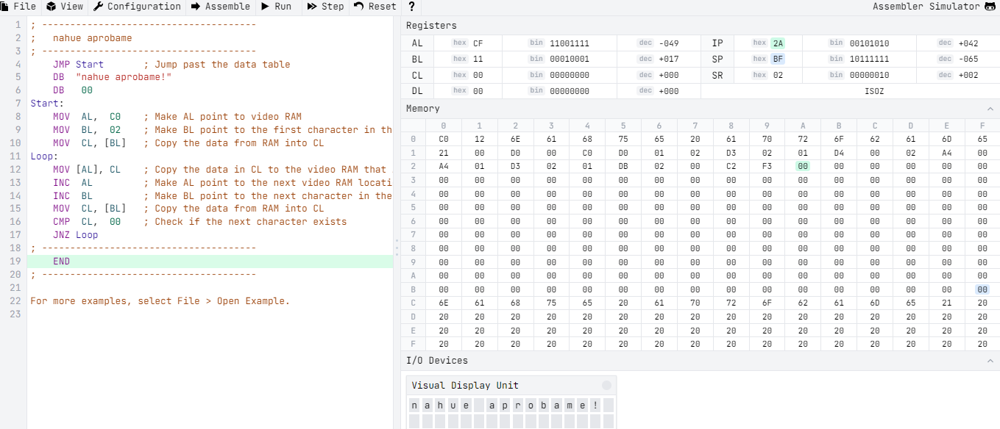 File View Configuration Assemble Run Step Reset ? Assembler Simulator
1 ; --------------------------------------
2 ;   nahue aprobame
3 ; --------------------------------------
4     JMP Start       ; Jump past the data table
5     DB  "nahue aprobame!"
6     DB   00
7 Start:
8     MOV  AL,  C0    ; Make AL point to video RAM
9     MOV  BL,  02    ; Make BL point to the first character in th
10     MOV  CL, [BL]   ; Copy the data from RAM into CL
11 Loop:
12     MOV [AL], CL    ; Copy the data in CL to the video RAM that
13     INC  AL         ; Make AL point to the next video RAM locati
14     INC  BL         ; Make BL point to the next character in the
15     MOV  CL, [BL]   ; Copy the data from RAM into CL
16     CMP  CL,  00    ; Check if the next character exists
17     JNZ Loop
18 ; --------------------------------------
19     END
20 ; --------------------------------------
21
22 For more examples, select File > Open Example.
23
Registers
AL hex CF bin 11001111 dec -049 IP hex 2A bin 00101010 dec +042
BL hex 11 bin 00010001 dec +017 SP hex BF bin 10111111 dec -065
CL hex 00 bin 00000000 dec +000 SR hex 02 bin 00000010 dec +002
DL hex 00 bin 00000000 dec +000 ISOZ
Memory
0 1 2 3 4 5 6 7 8 9 A B C D E F
0 C0 12 6E 61 68 75 65 20 61 70 72 6F 62 61 6D 65
1 21 00 D0 00 C0 D0 01 02 D3 02 01 D4 00 02 A4 00
2 A4 01 D3 02 01 DB 02 00 C2 F3 00 00 00 00 00 00
3 00 00 00 00 00 00 00 00 00 00 00 00 00 00 00 00
4 00 00 00 00 00 00 00 00 00 00 00 00 00 00 00 00
5 00 00 00 00 00 00 00 00 00 00 00 00 00 00 00 00
6 00 00 00 00 00 00 00 00 00 00 00 00 00 00 00 00
7 00 00 00 00 00 00 00 00 00 00 00 00 00 00 00 00
8 00 00 00 00 00 00 00 00 00 00 00 00 00 00 00 00
9 00 00 00 00 00 00 00 00 00 00 00 00 00 00 00 00
A 00 00 00 00 00 00 00 00 00 00 00 00 00 00 00 00
B 00 00 00 00 00 00 00 00 00 00 00 00 00 00 00 00
C 6E 61 68 75 65 20 61 70 72 6F 62 61 6D 65 21 20
D 20 20 20 20 20 20 20 20 20 20 20 20 20 20 20 20
E 20 20 20 20 20 20 20 20 20 20 20 20 20 20 20 20
F 20 20 20 20 20 20 20 20 20 20 20 20 20 20 20 20
I/O Devices
Visual Display Unit
n a h u e   a p r o b a m e !